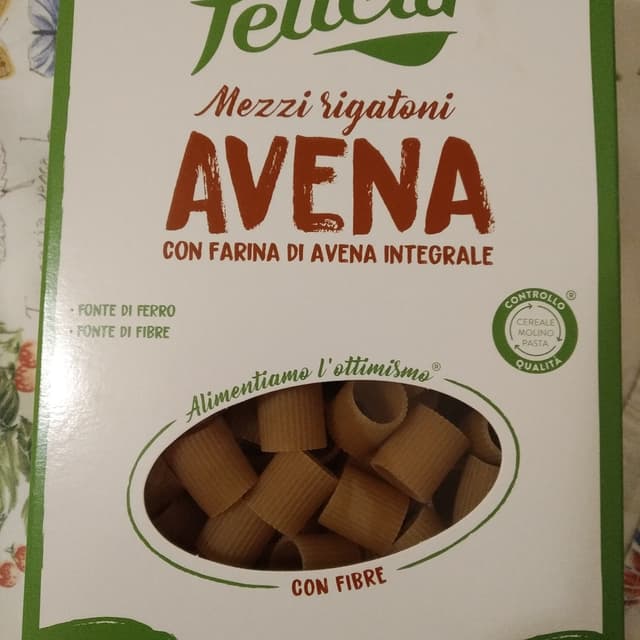 Felicia
Mezzi rigatoni
AVENA
CON FARINA DI AVENA INTEGRALE
• FONTE DI FERRO
• FONTE DI FIBRE
CONTROLLO
®
CEREALE
MOLINO
PASTA
QUALITÀ
Alimentiamo l'ottimismo®
CON FIBRE